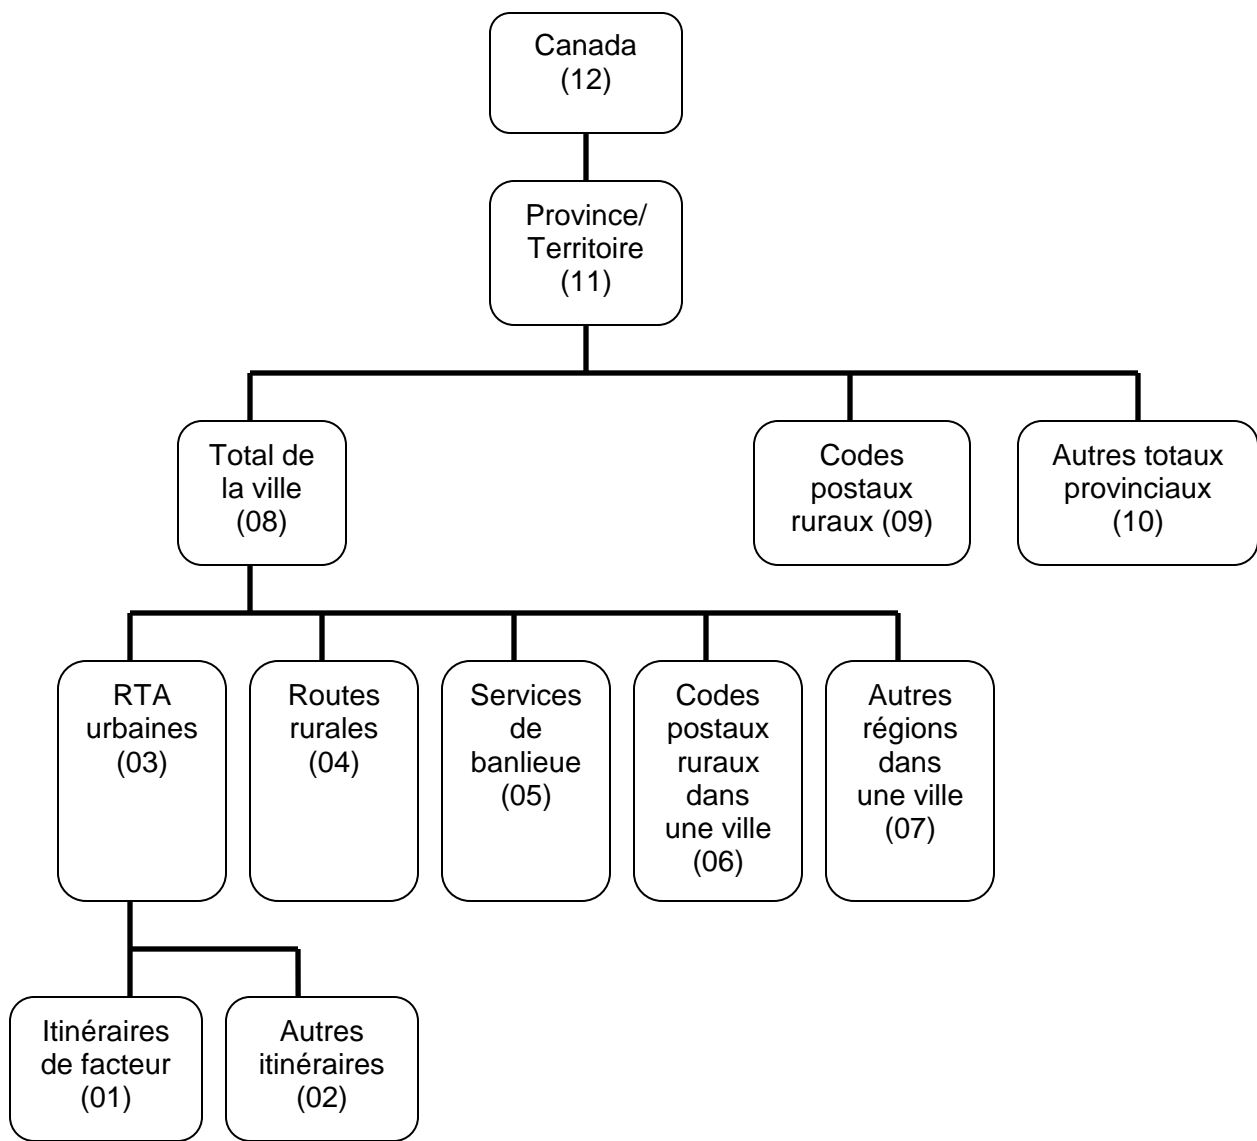 Canada
(12)
Province/
Territoire
(11)
Total de
la ville
(08)
Codes
postaux
ruraux (09)
Autres totaux
provinciaux
(10)
RTA
urbaines
(03)
Routes
rurales
(04)
Services
de
banlieue
(05)
Codes
postaux
ruraux
dans
une ville
(06)
Autres
régions
dans
une ville
(07)
Itinéraires
de facteur
(01)
Autres
itinéraires
(02)